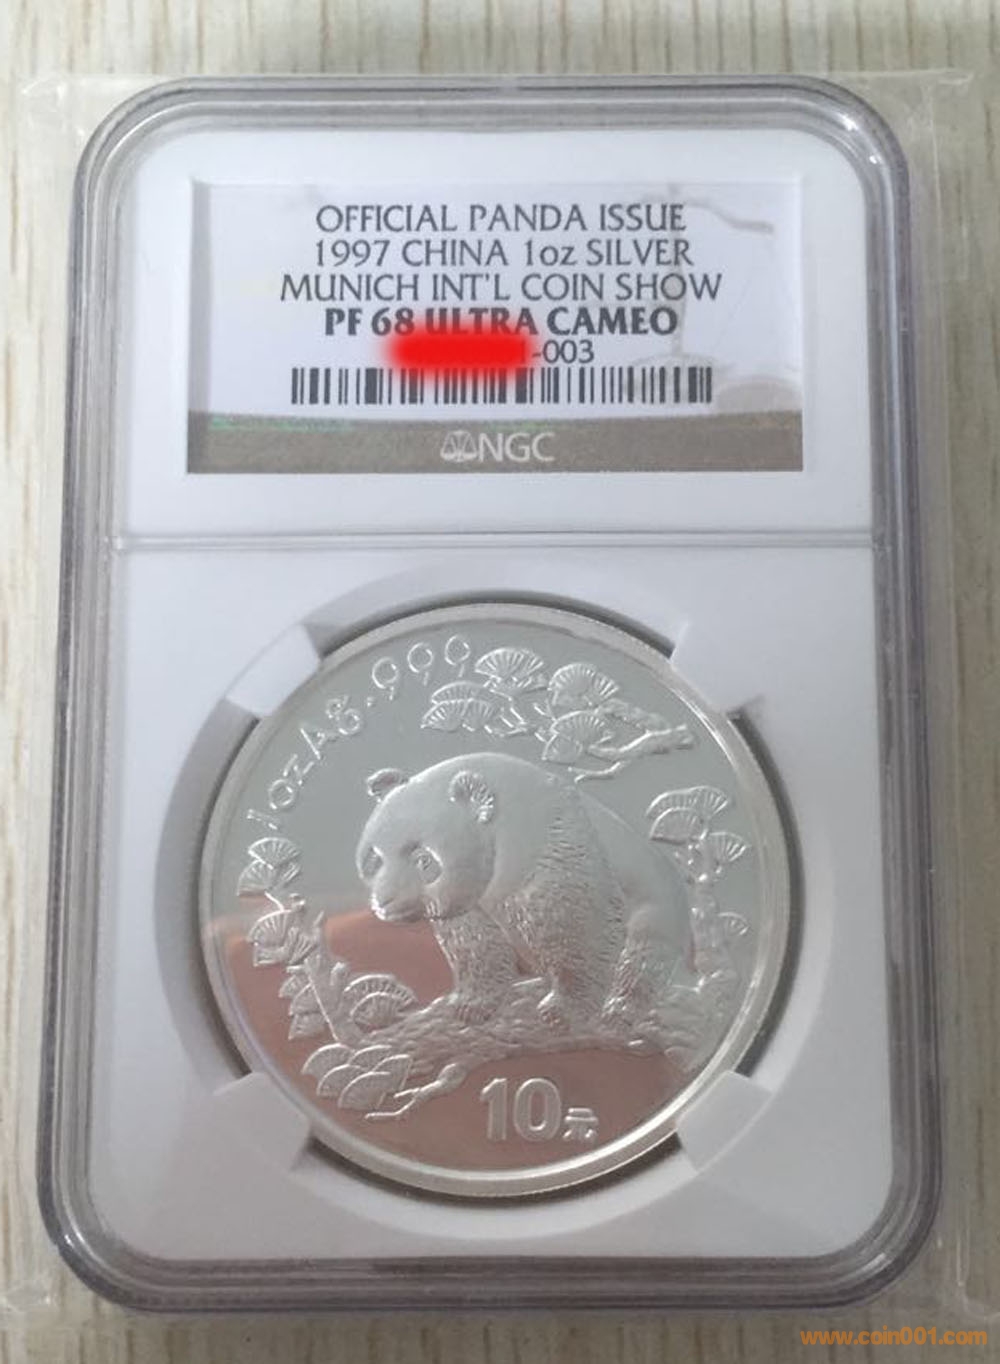 OFFICIAL PANDA ISSUE
1997 CHINA 1oz SILVER
MUNICH INT'L COIN SHOW
PF 68 ULTRA CAMEO
-003
NGC
1oz Ag .999
10元
www.coin001.com